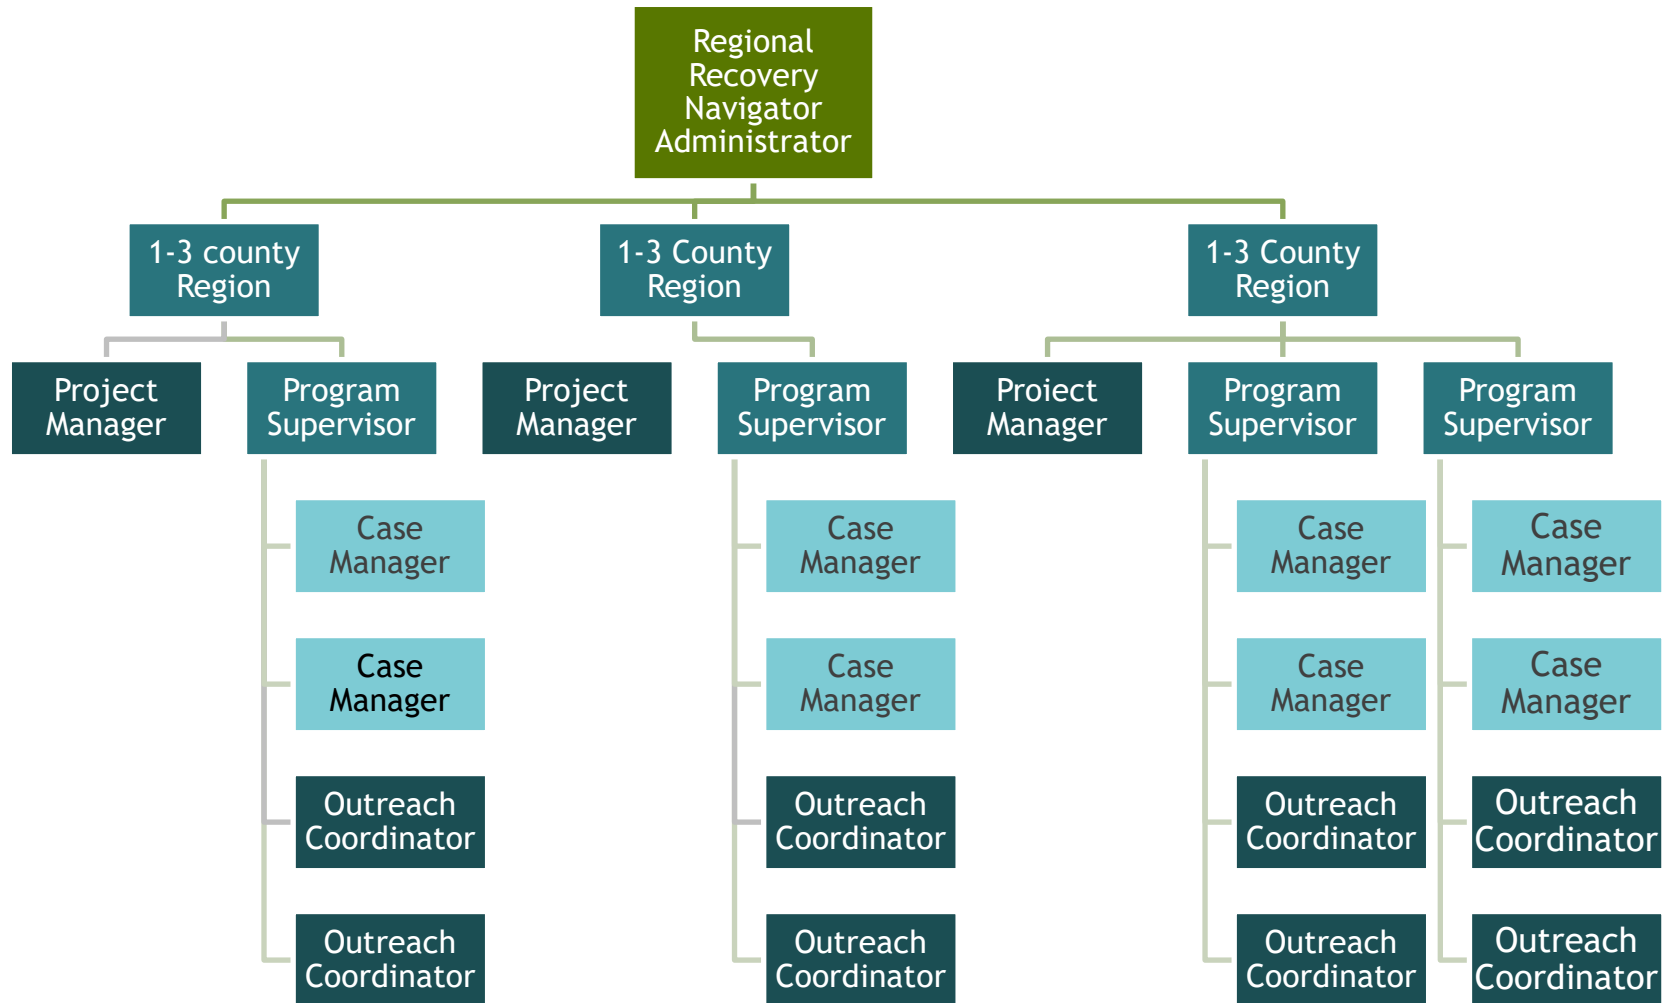 Regional
Recovery
Navigator
Administrator
1-3 county
Region
1-3 County
Region
1-3 County
Region
Project
Manager
Program
Supervisor
Project
Manager
Program
Supervisor
Project
Manager
Program
Supervisor
Program
Supervisor
Case
Manager
Case
Manager
Case
Manager
Case
Manager
Case
Manager
Case
Manager
Case
Manager
Case
Manager
Outreach
Coordinator
Outreach
Coordinator
Outreach
Coordinator
Outreach
Coordinator
Outreach
Coordinator
Outreach
Coordinator
Outreach
Coordinator
Outreach
Coordinator